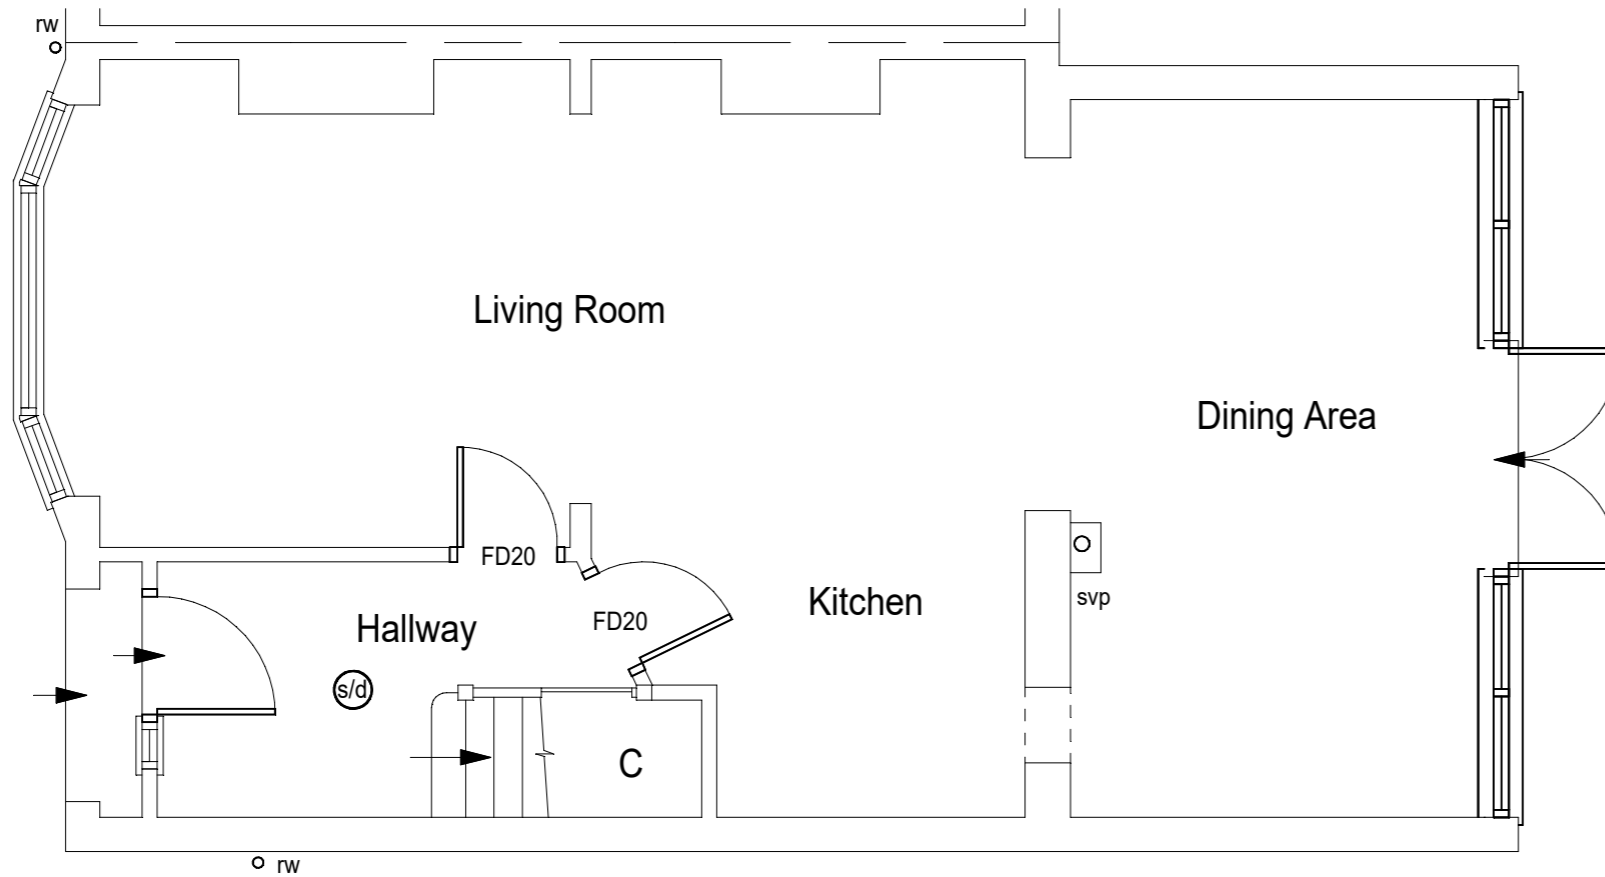 rw
Living Room
Dining Area
FD20
Kitchen
svp
FD20
Hallway
s/d
C
rw